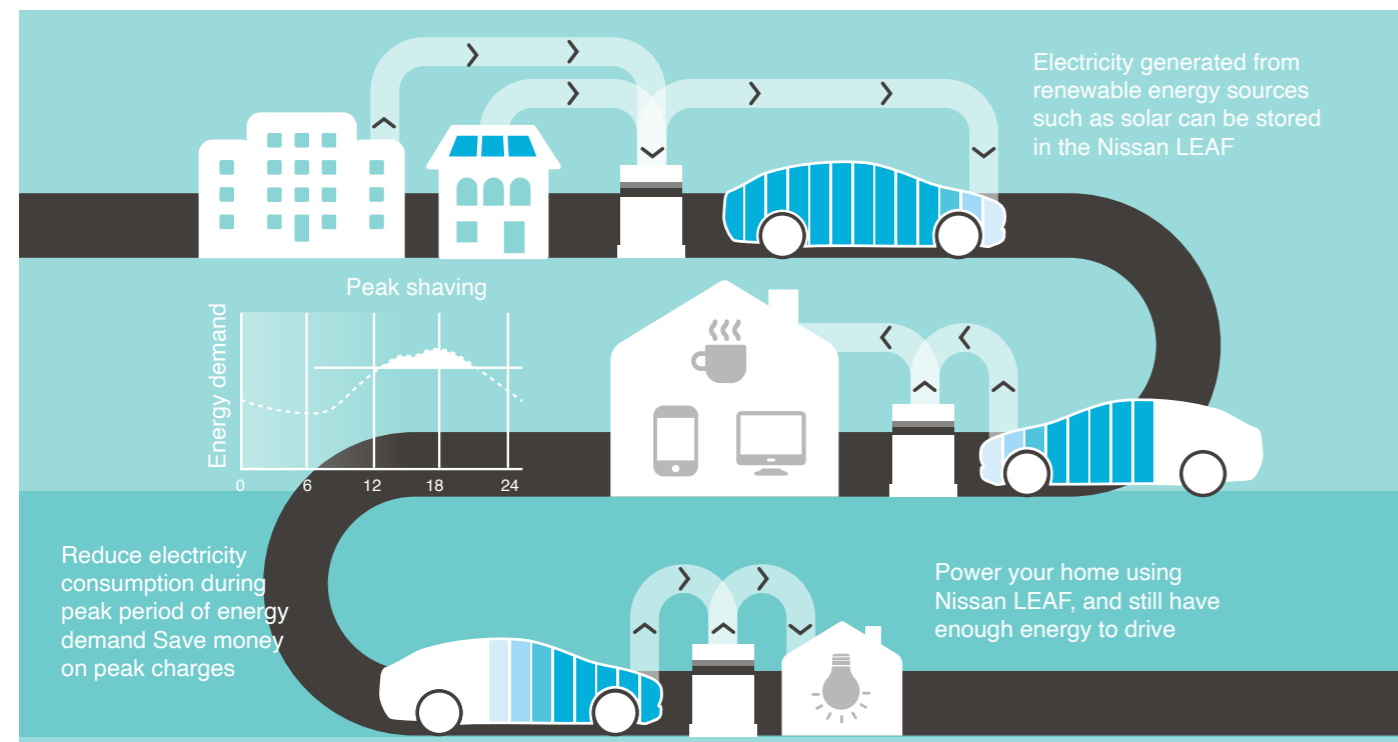 Electricity generated from
renewable energy sources
such as solar can be stored
in the Nissan LEAF
Peak shaving
Energy demand
0 6 12 18 24
Reduce electricity
consumption during
peak period of energy
demand Save money
on peak charges
Power your home using
Nissan LEAF, and still have
enough energy to drive